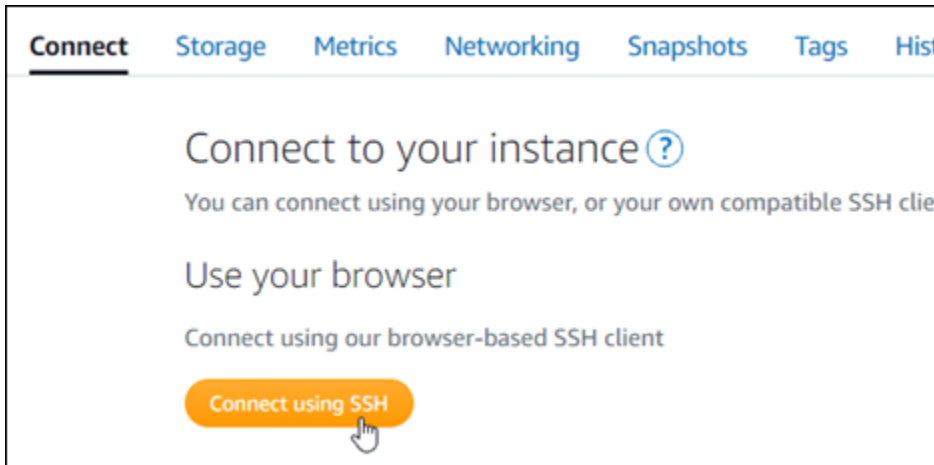 Connect Storage Metrics Networking Snapshots Tags
Connect to your instance ?
You can connect using your browser, or your own compatible SSH
Use your browser
Connect using our browser-based SSH client
Connect using SSH